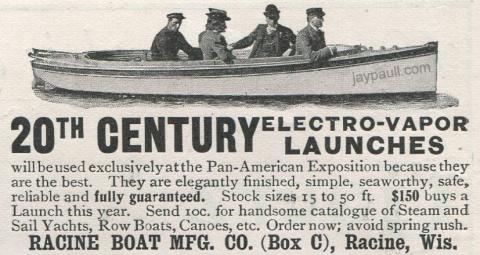 jaypaull.com
20TH CENTURY ELECTRO-VAPOR
LAUNCHES
will be used exclusively at the Pan-American Exposition because they
are the best. They are elegantly finished, simple, seaworthy, safe,
reliable and fully guaranteed. Stock sizes 15 to 50 ft. $150 buys a
Launch this year. Send 10c. for handsome catalogue of Steam and
Sail Yachts, Row Boats, Canoes, etc. Order now; avoid spring rush.
RACINE BOAT MFG. CO. (Box C), Racine, Wis.